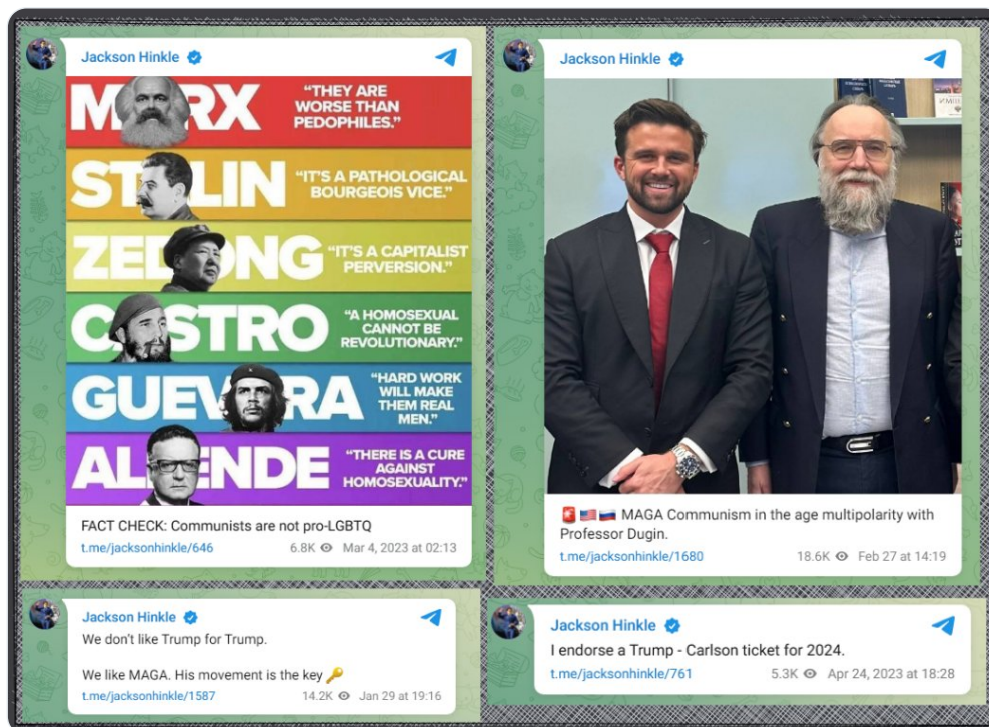 Jackson Hinkle
MARX
“THEY ARE
WORSE THAN
PEDOPHILES.”
STALIN
“IT’S A PATHOLOGICAL
BOURGEOIS VICE.”
ZEDONG
“IT’S A CAPITALIST
PERVERSION.”
CASTRO
“A HOMOSEXUAL
CANNOT BE
REVOLUTIONARY.”
GUEVARA
“HARD WORK
WILL MAKE
THEM REAL
MEN.”
ALLENDE
“THERE IS A CURE
AGAINST
HOMOSEXUALITY.”
FACT CHECK: Communists are not pro-LGBTQ
t.me/jacksonhinkle/646 6.8K Mar 4, 2023 at 02:13
Jackson Hinkle
🚨🇺🇸🇷🇺 MAGA Communism in the age multipolarity with
Professor Dugin.
t.me/jacksonhinkle/1680 18.6K Feb 27 at 14:19
Jackson Hinkle
We don’t like Trump for Trump.
We like MAGA. His movement is the key 🔑
t.me/jacksonhinkle/1587 14.2K Jan 29 at 19:16
Jackson Hinkle
I endorse a Trump - Carlson ticket for 2024.
t.me/jacksonhinkle/761 5.3K Apr 24, 2023 at 18:28